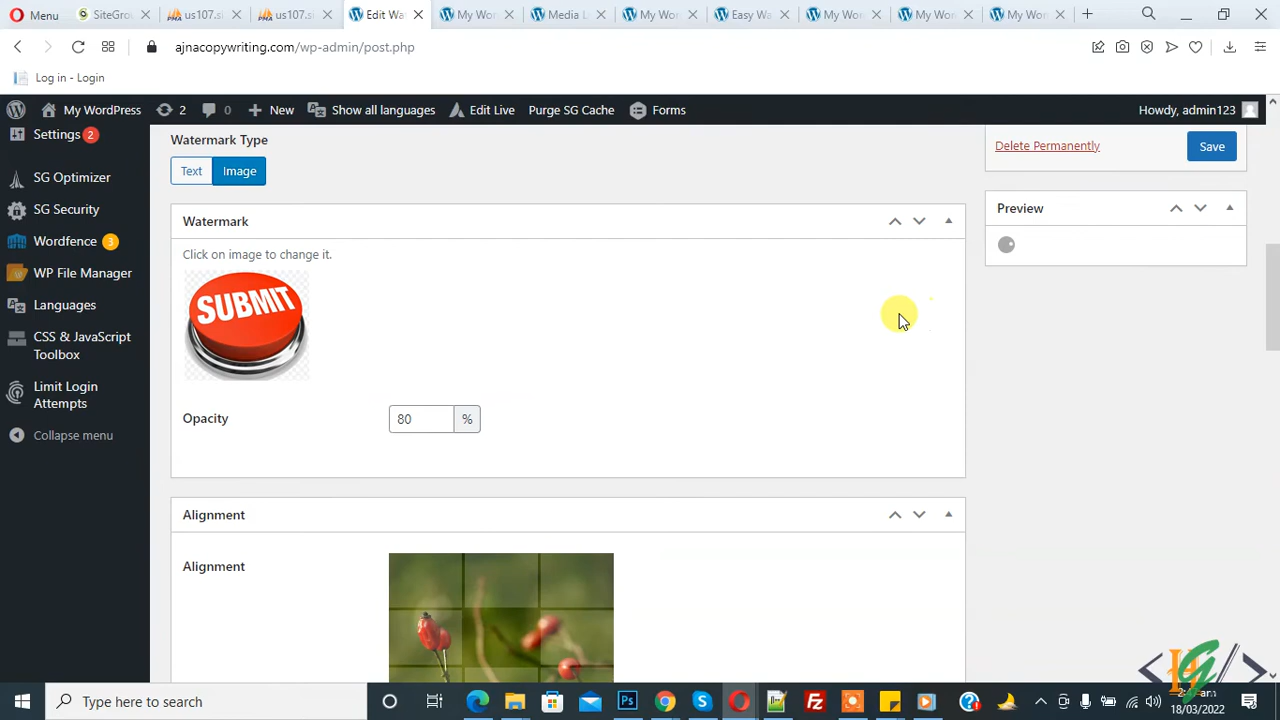 Menu
SiteGrou
us107.si
us107.si
Edit Wa
My Wor
Media L
My Wor
Easy Wa
My Wor
My Wor
My Wor
ajnacopywriting.com/wp-admin/post.php
Log in - Login
My WordPress
2
0
New
Show all languages
Edit Live
Purge SG Cache
Forms
Howdy, admin123
Settings 2
SG Optimizer
SG Security
Wordfence 3
WP File Manager
Languages
CSS & JavaScript
Toolbox
Limit Login
Attempts
Collapse menu
Watermark Type
Text
Image
Watermark
Click on image to change it.
SUBMIT
Opacity
80
%
Alignment
Alignment
Delete Permanently
Save
Preview
Type here to search
18/03/2022